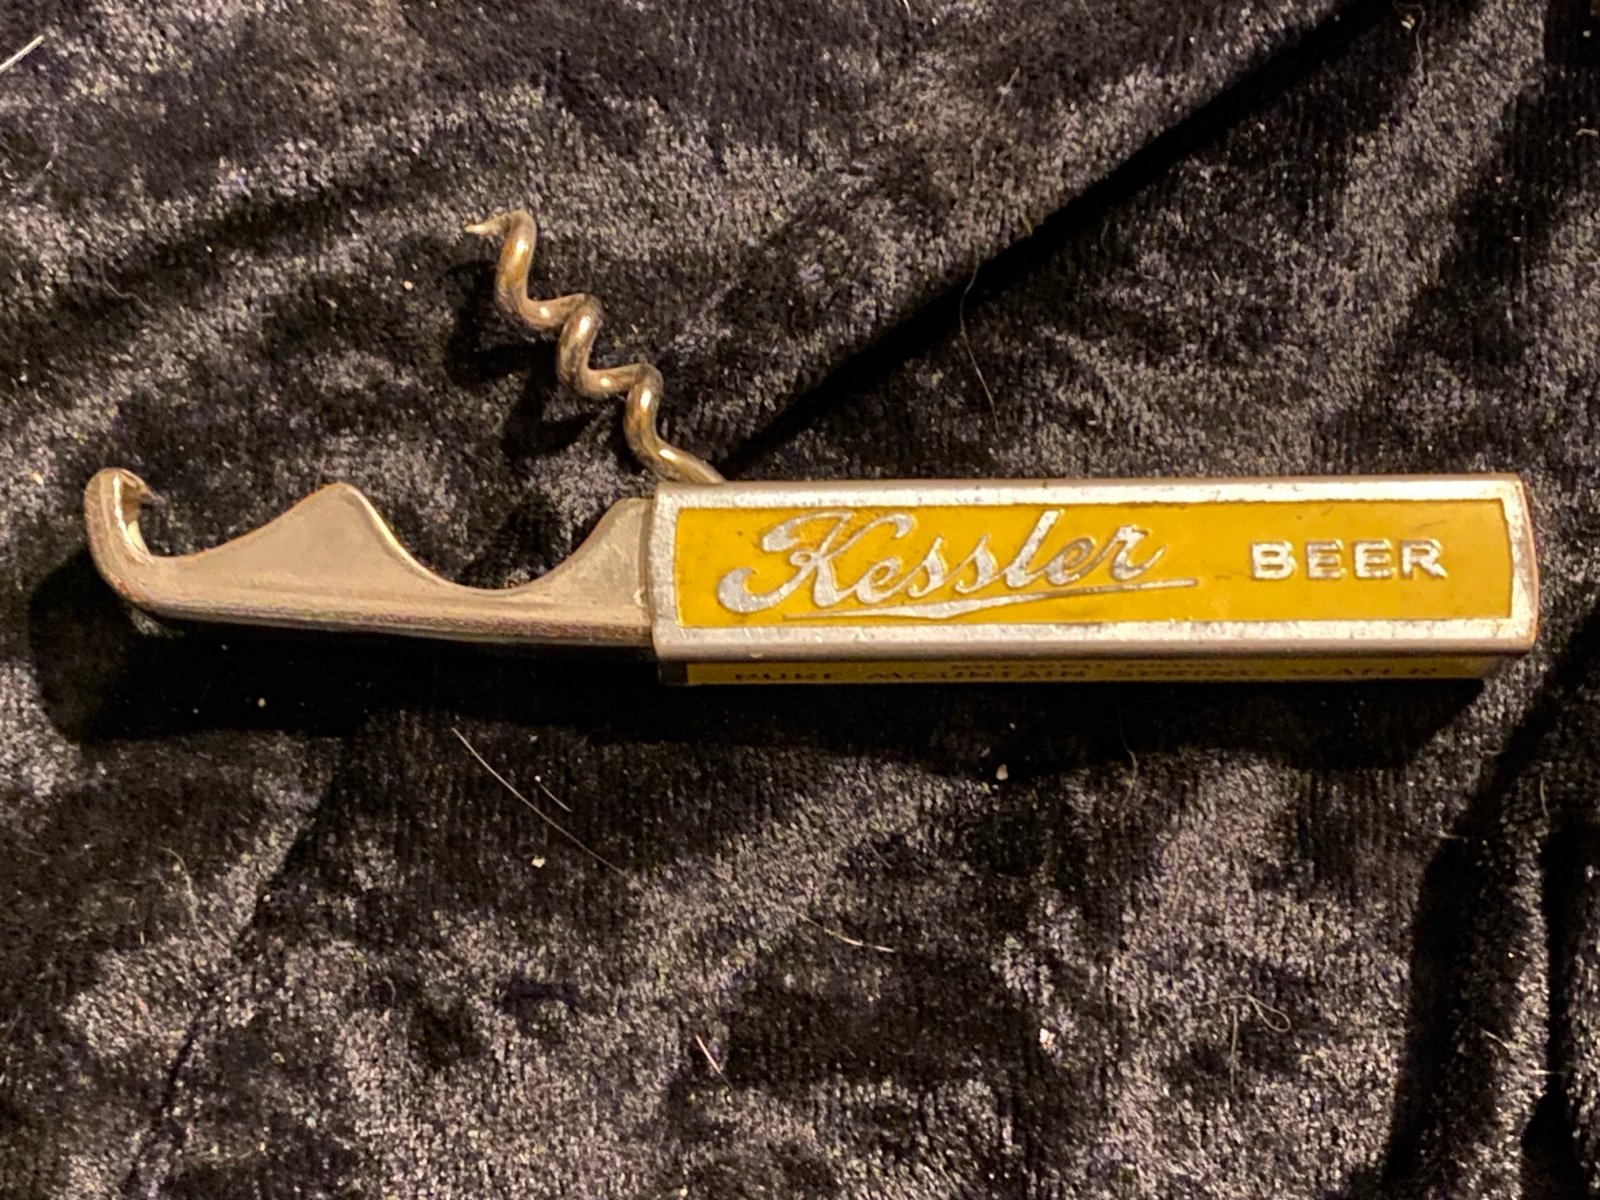 Kessler BEER
PURE MOUNTAIN SPRING WATER